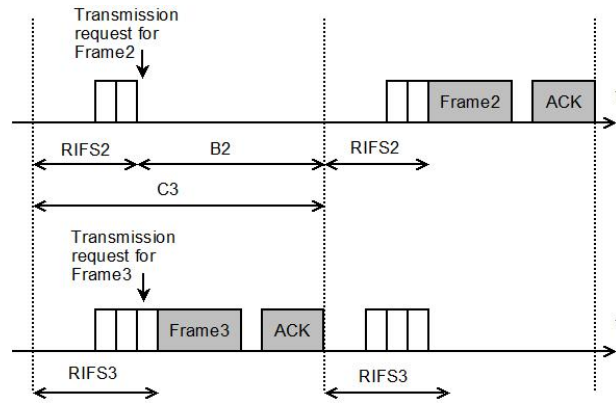 Transmission
request for
Frame2
Frame2
ACK
RIFS2
B2
RIFS2
C3
Transmission
request for
Frame3
Frame3
ACK
RIFS3
RIFS3